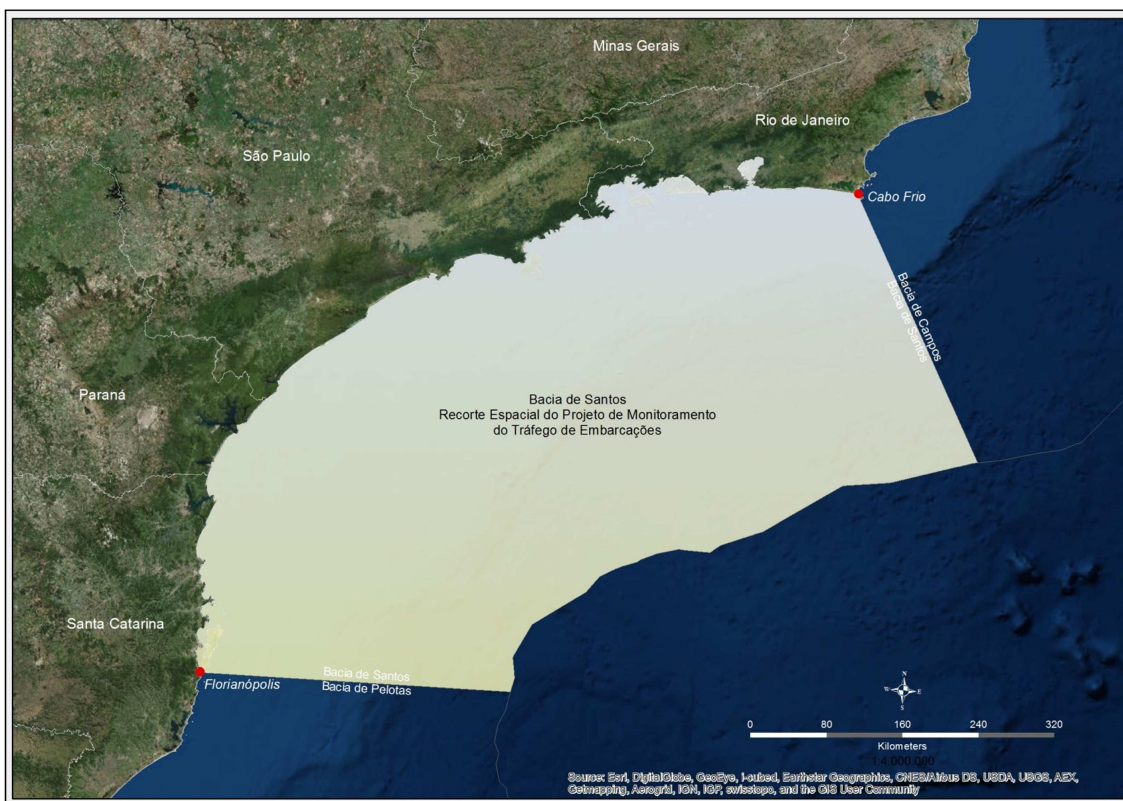 Minas Gerais
Rio de Janeiro
São Paulo
Cabo Frio
Bacia de Campos
Bacia de Santos
Paraná
Bacia de Santos
Recorte Espacial do Projeto de Monitoramento
do Tráfego de Embarcações
Santa Catarina
Florianópolis
Bacia de Santos
Bacia de Pelotas
N
W
E
S
0 80 160 240 320
Kilometers
1:4.000.000
Source: Esri, DigitalGlobe, GeoEye, i-cubed, Earthstar Geographics, CNES/Airbus DS, USDA, USGS, AEX,
Getmapping, Aerogrid, IGN, IGP, swisstopo, and the GIS User Community